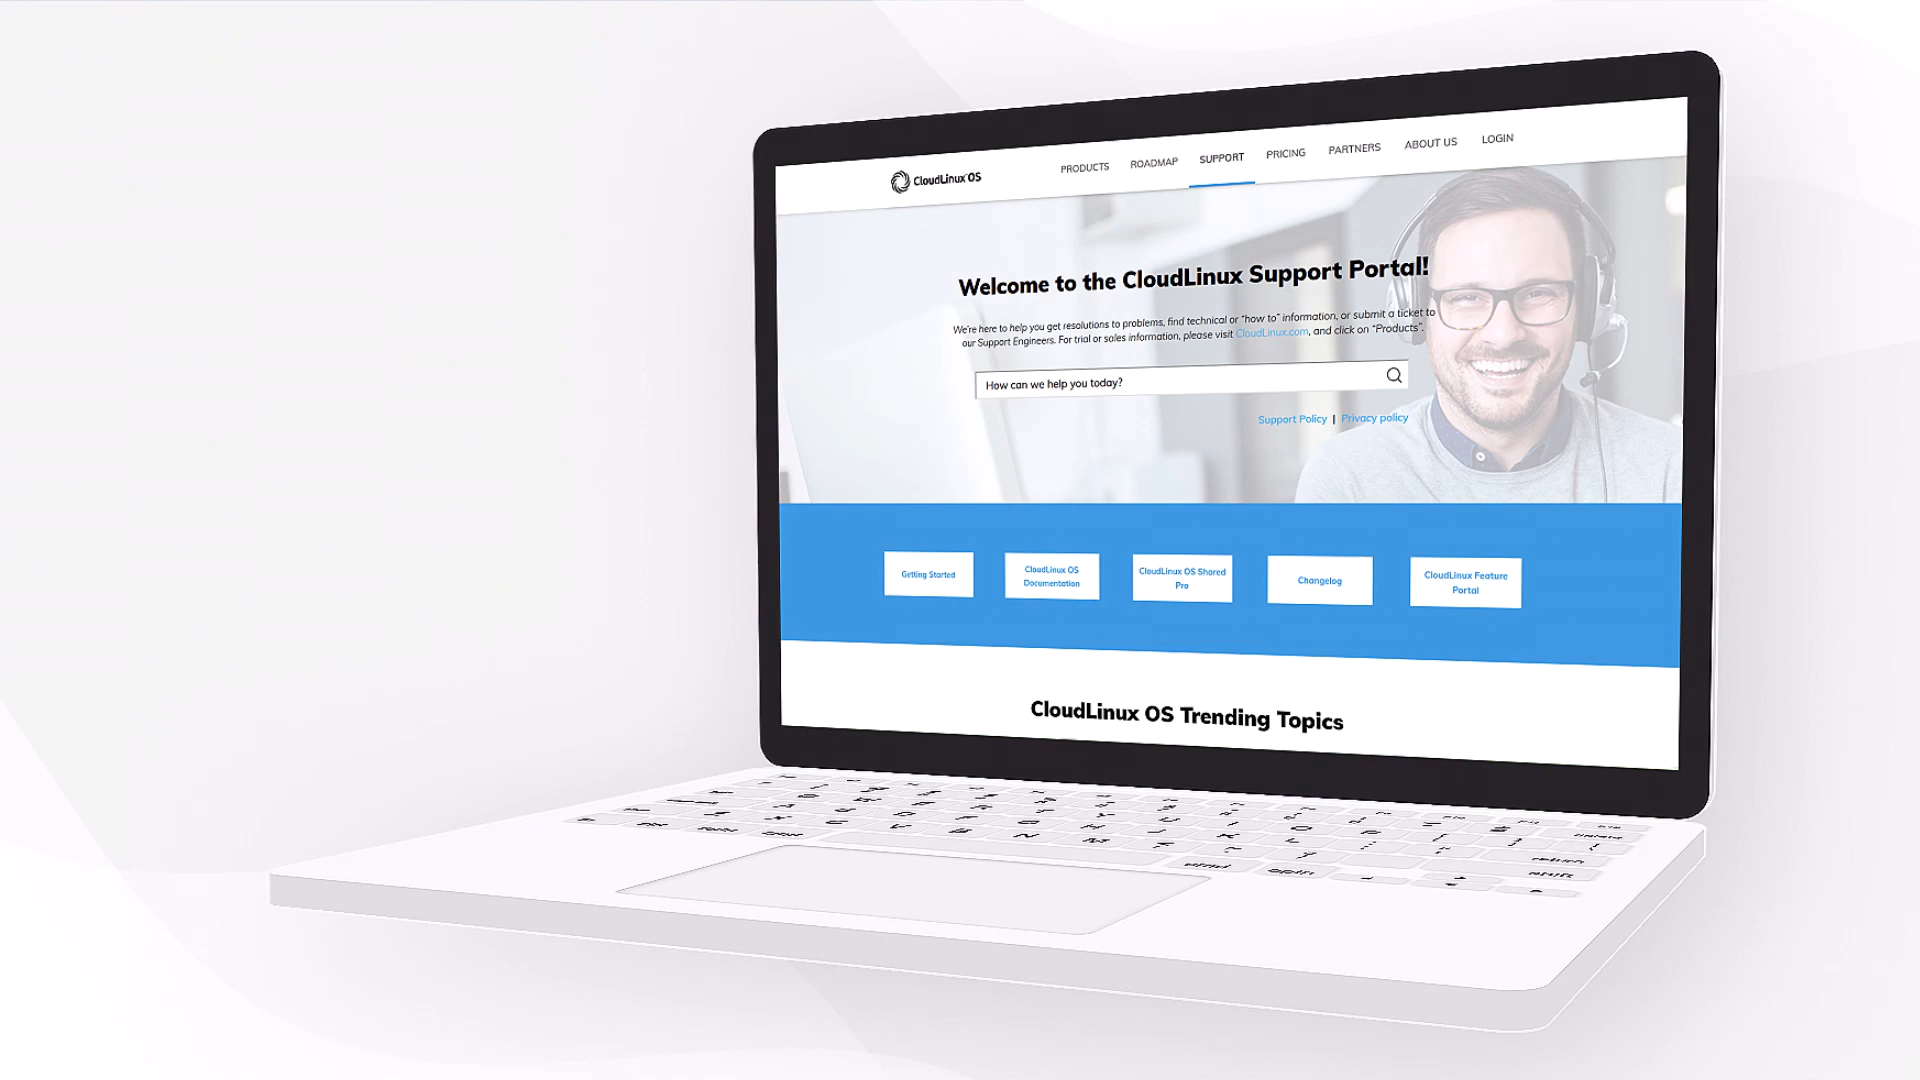 CloudLinux OS
PRODUCTS
ROADMAP
SUPPORT
PRICING
PARTNERS
ABOUT US
LOGIN
Welcome to the CloudLinux Support Portal!
We're here to help you get resolutions to problems, find technical or “how to” information, or submit a ticket to
our Support Engineers. For trial or sales information, please visit CloudLinux.com, and click on “Products”.
How can we help you today?
Support Policy | Privacy policy
Getting Started
CloudLinux OS
Documentation
CloudLinux OS Shared
Pro
Changelog
CloudLinux Feature
Portal
CloudLinux OS Trending Topics